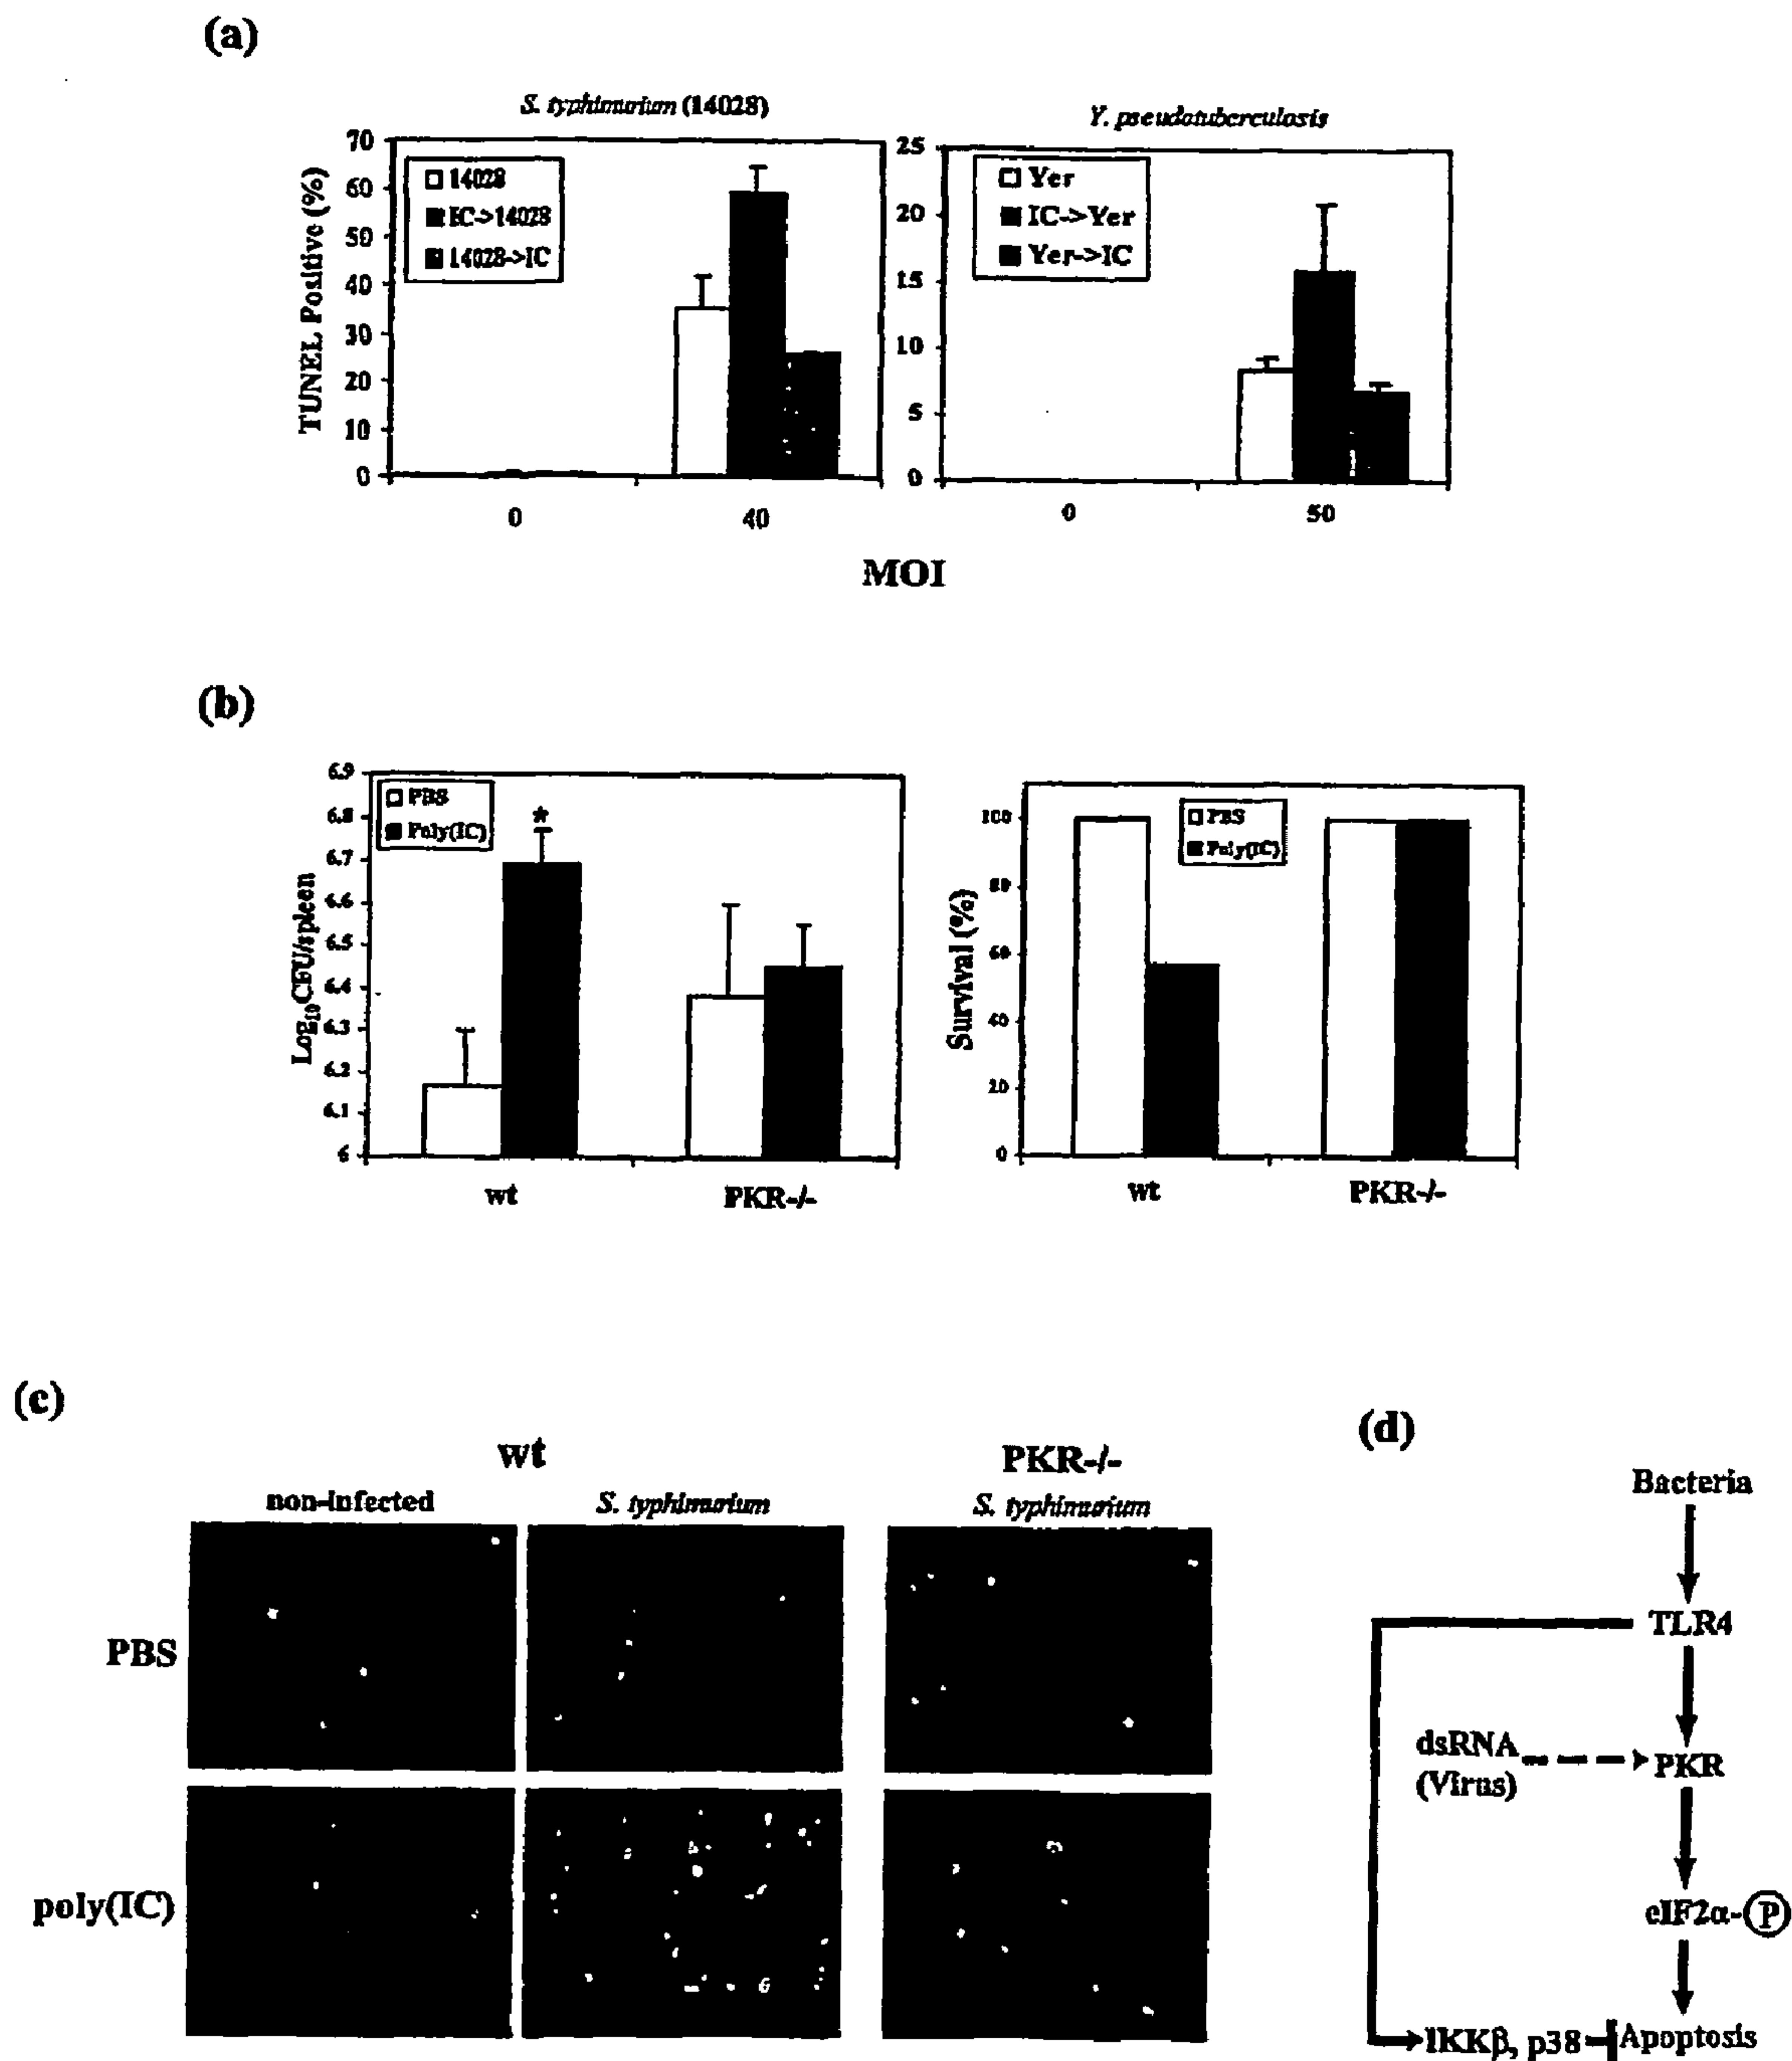 (a)
S. typhimurium (14028)
70
60
50
40
30
20
10
0
TUNEL Positive (%)
14028
IC->14028
14028->IC
0
40
Y. pseudotuberculosis
25
20
15
10
5
0
Yer
IC->Yer
Yer->IC
0
50
MOI
(b)
6.9
6.8
6.7
6.6
6.5
6.4
6.3
6.2
6.1
6
Log10CFU/spleen
PBS
Poly(IC)
*
wt
PKR-/-
100
80
60
40
20
0
Survival (%)
PBS
Poly(IC)
wt
PKR-/-
(c)
wt
PKR-/-
non-infected
S. typhimurium
S. typhimurium
PBS
poly(IC)
(d)
Bacteria
TLR4
dsRNA
(Virus)
PKR
eIF2α-P
IKKβ, p38
Apoptosis